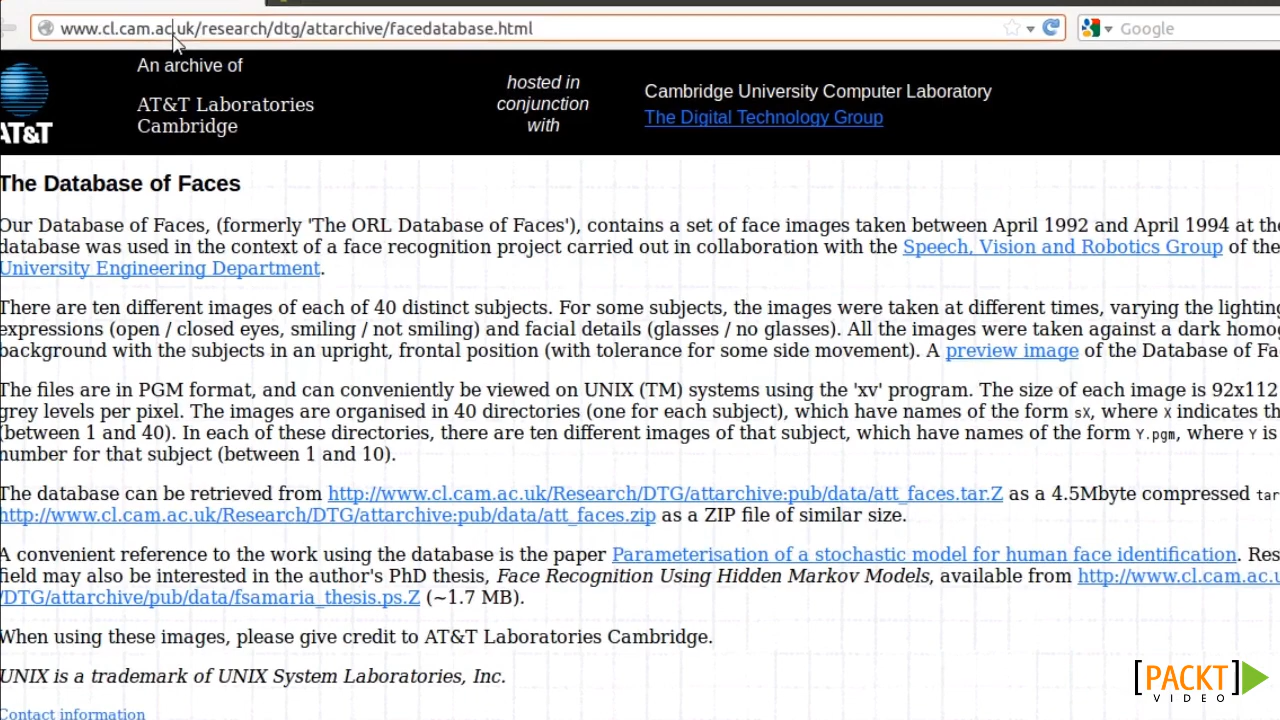 www.cl.cam.ac.uk/research/dtg/attarchive/facedatabase.html
Google
An archive of
AT&T Laboratories
Cambridge
AT&T
hosted in
conjunction
with
Cambridge University Computer Laboratory
The Digital Technology Group
The Database of Faces
Our Database of Faces, (formerly 'The ORL Database of Faces'), contains a set of face images taken between April 1992 and April 1994 at the
database was used in the context of a face recognition project carried out in collaboration with the Speech, Vision and Robotics Group of the
University Engineering Department.
There are ten different images of each of 40 distinct subjects. For some subjects, the images were taken at different times, varying the lighting
expressions (open / closed eyes, smiling / not smiling) and facial details (glasses / no glasses). All the images were taken against a dark homog
background with the subjects in an upright, frontal position (with tolerance for some side movement). A preview image of the Database of Fa
The files are in PGM format, and can conveniently be viewed on UNIX (TM) systems using the 'xv' program. The size of each image is 92x112
grey levels per pixel. The images are organised in 40 directories (one for each subject), which have names of the form sX, where X indicates th
(between 1 and 40). In each of these directories, there are ten different images of that subject, which have names of the form Y.pgm, where Y is
number for that subject (between 1 and 10).
The database can be retrieved from http://www.cl.cam.ac.uk/Research/DTG/attarchive:pub/data/att_faces.tar.Z as a 4.5Mbyte compressed tar
http://www.cl.cam.ac.uk/Research/DTG/attarchive:pub/data/att_faces.zip as a ZIP file of similar size.
A convenient reference to the work using the database is the paper Parameterisation of a stochastic model for human face identification. Res
field may also be interested in the author's PhD thesis, Face Recognition Using Hidden Markov Models, available from http://www.cl.cam.ac.u
/DTG/attarchive/pub/data/fsamaria_thesis.ps.Z (~1.7 MB).
When using these images, please give credit to AT&T Laboratories Cambridge.
UNIX is a trademark of UNIX System Laboratories, Inc.
Contact information
[PACKT]
VIDEO